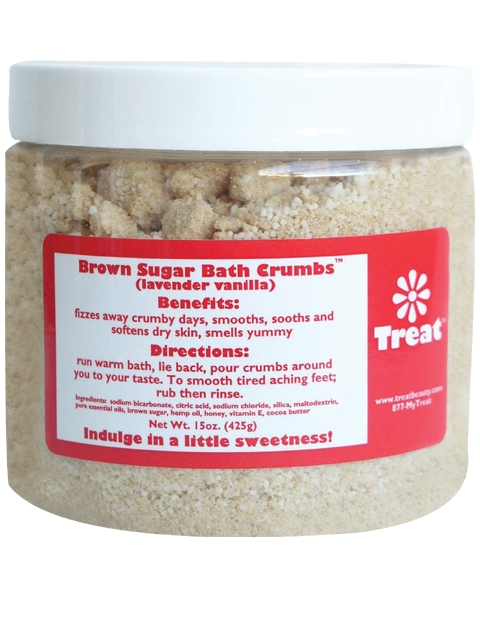 Brown Sugar Bath Crumbs™
(lavender vanilla)
Benefits:
fizzes away crumby days, smooths, sooths and
softens dry skin, smells yummy
Directions:
run warm bath, lie back, pour crumbs around
you to your taste. To smooth tired aching feet;
rub then rinse.
Ingredients: sodium bicarbonate, citric acid, sodium chloride, silica, maltodextrin,
pure essential oils, brown sugar, hemp oil, honey, vitamin E, cocoa butter
Net Wt. 15oz. (425g)
Indulge in a little sweetness!
Treat™
www.treatbeauty.com
877-MyTreat